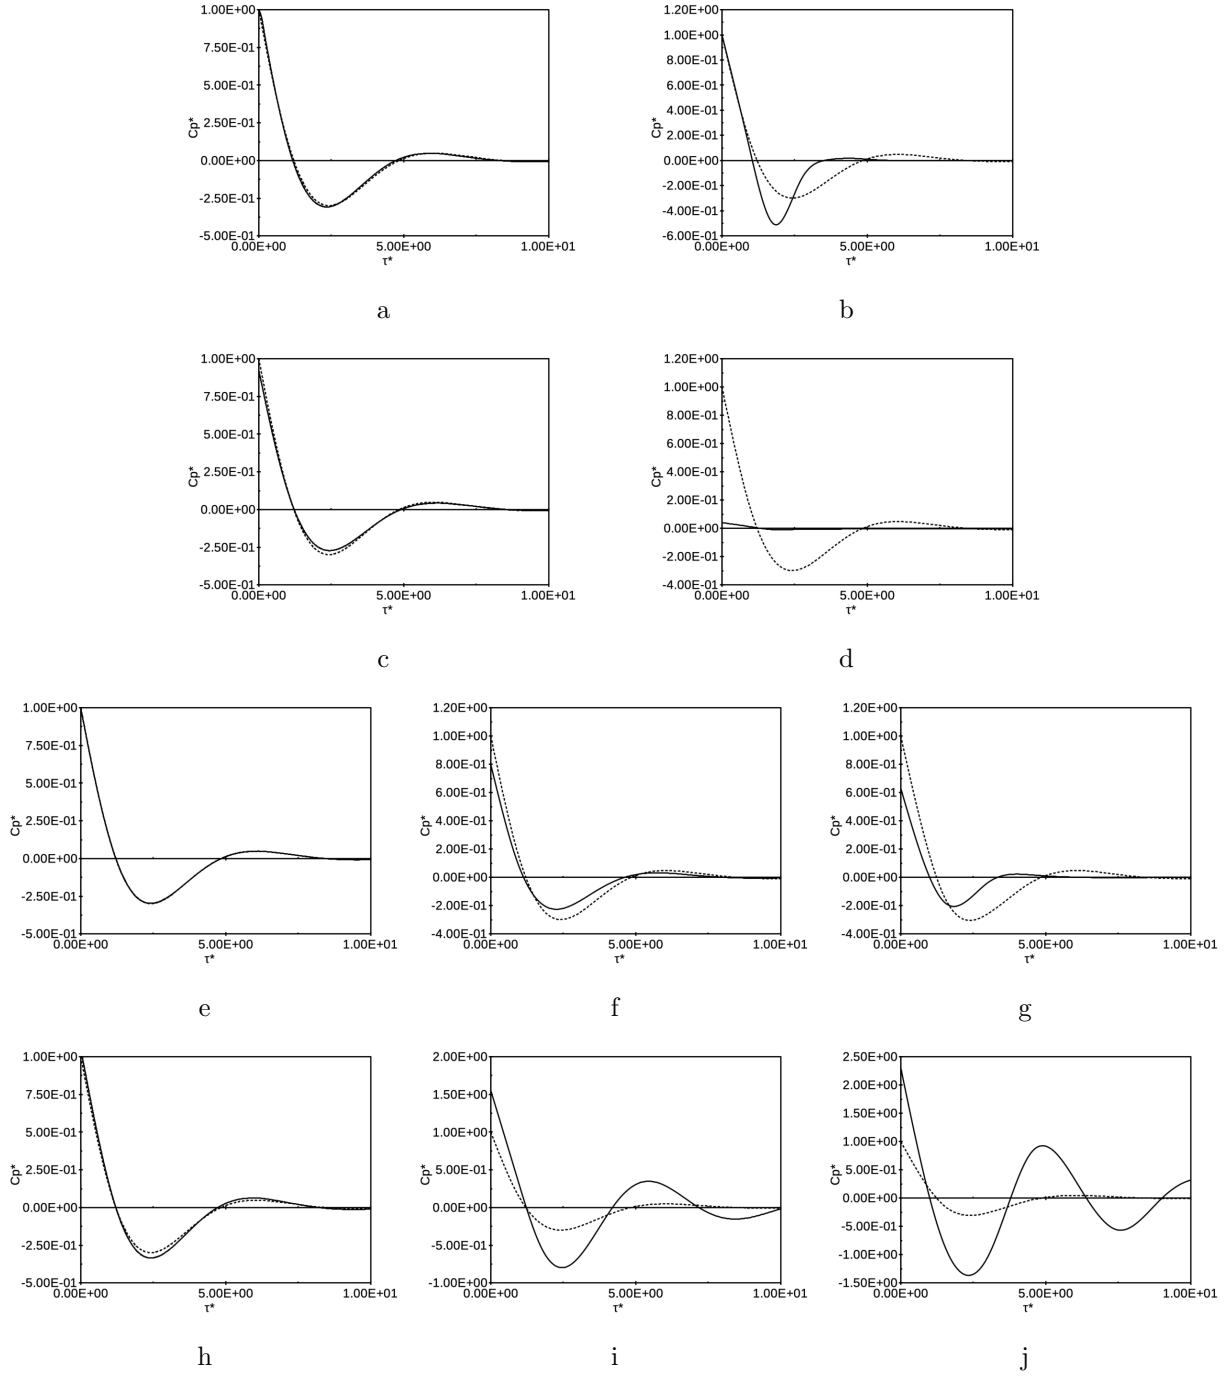 1.00E+00
7.50E-01
5.00E-01
2.50E-01
0.00E+00
-2.50E-01
-5.00E-01
Cp*
0.00E+00 5.00E+00 1.00E+01
τ*
a
1.20E+00
1.00E+00
8.00E-01
6.00E-01
4.00E-01
2.00E-01
0.00E+00
-2.00E-01
-4.00E-01
-6.00E-01
Cp*
0.00E+00 5.00E+00 1.00E+01
τ*
b
1.00E+00
7.50E-01
5.00E-01
2.50E-01
0.00E+00
-2.50E-01
-5.00E-01
Cp*
0.00E+00 5.00E+00 1.00E+01
τ*
c
1.20E+00
1.00E+00
8.00E-01
6.00E-01
4.00E-01
2.00E-01
0.00E+00
-2.00E-01
-4.00E-01
Cp*
0.00E+00 5.00E+00 1.00E+01
τ*
d
1.00E+00
7.50E-01
5.00E-01
2.50E-01
0.00E+00
-2.50E-01
-5.00E-01
Cp*
0.00E+00 5.00E+00 1.00E+01
τ*
e
1.20E+00
1.00E+00
8.00E-01
6.00E-01
4.00E-01
2.00E-01
0.00E+00
-2.00E-01
-4.00E-01
Cp*
0.00E+00 5.00E+00 1.00E+01
τ*
f
1.20E+00
1.00E+00
8.00E-01
6.00E-01
4.00E-01
2.00E-01
0.00E+00
-2.00E-01
-4.00E-01
Cp*
0.00E+00 5.00E+00 1.00E+01
τ*
g
1.00E+00
7.50E-01
5.00E-01
2.50E-01
0.00E+00
-2.50E-01
-5.00E-01
Cp*
0.00E+00 5.00E+00 1.00E+01
τ*
h
2.00E+00
1.50E+00
1.00E+00
5.00E-01
0.00E+00
-5.00E-01
-1.00E+00
Cp*
0.00E+00 5.00E+00 1.00E+01
τ*
i
2.50E+00
2.00E+00
1.50E+00
1.00E+00
5.00E-01
0.00E+00
-5.00E-01
-1.00E+00
-1.50E+00
Cp*
0.00E+00 5.00E+00 1.00E+01
τ*
j